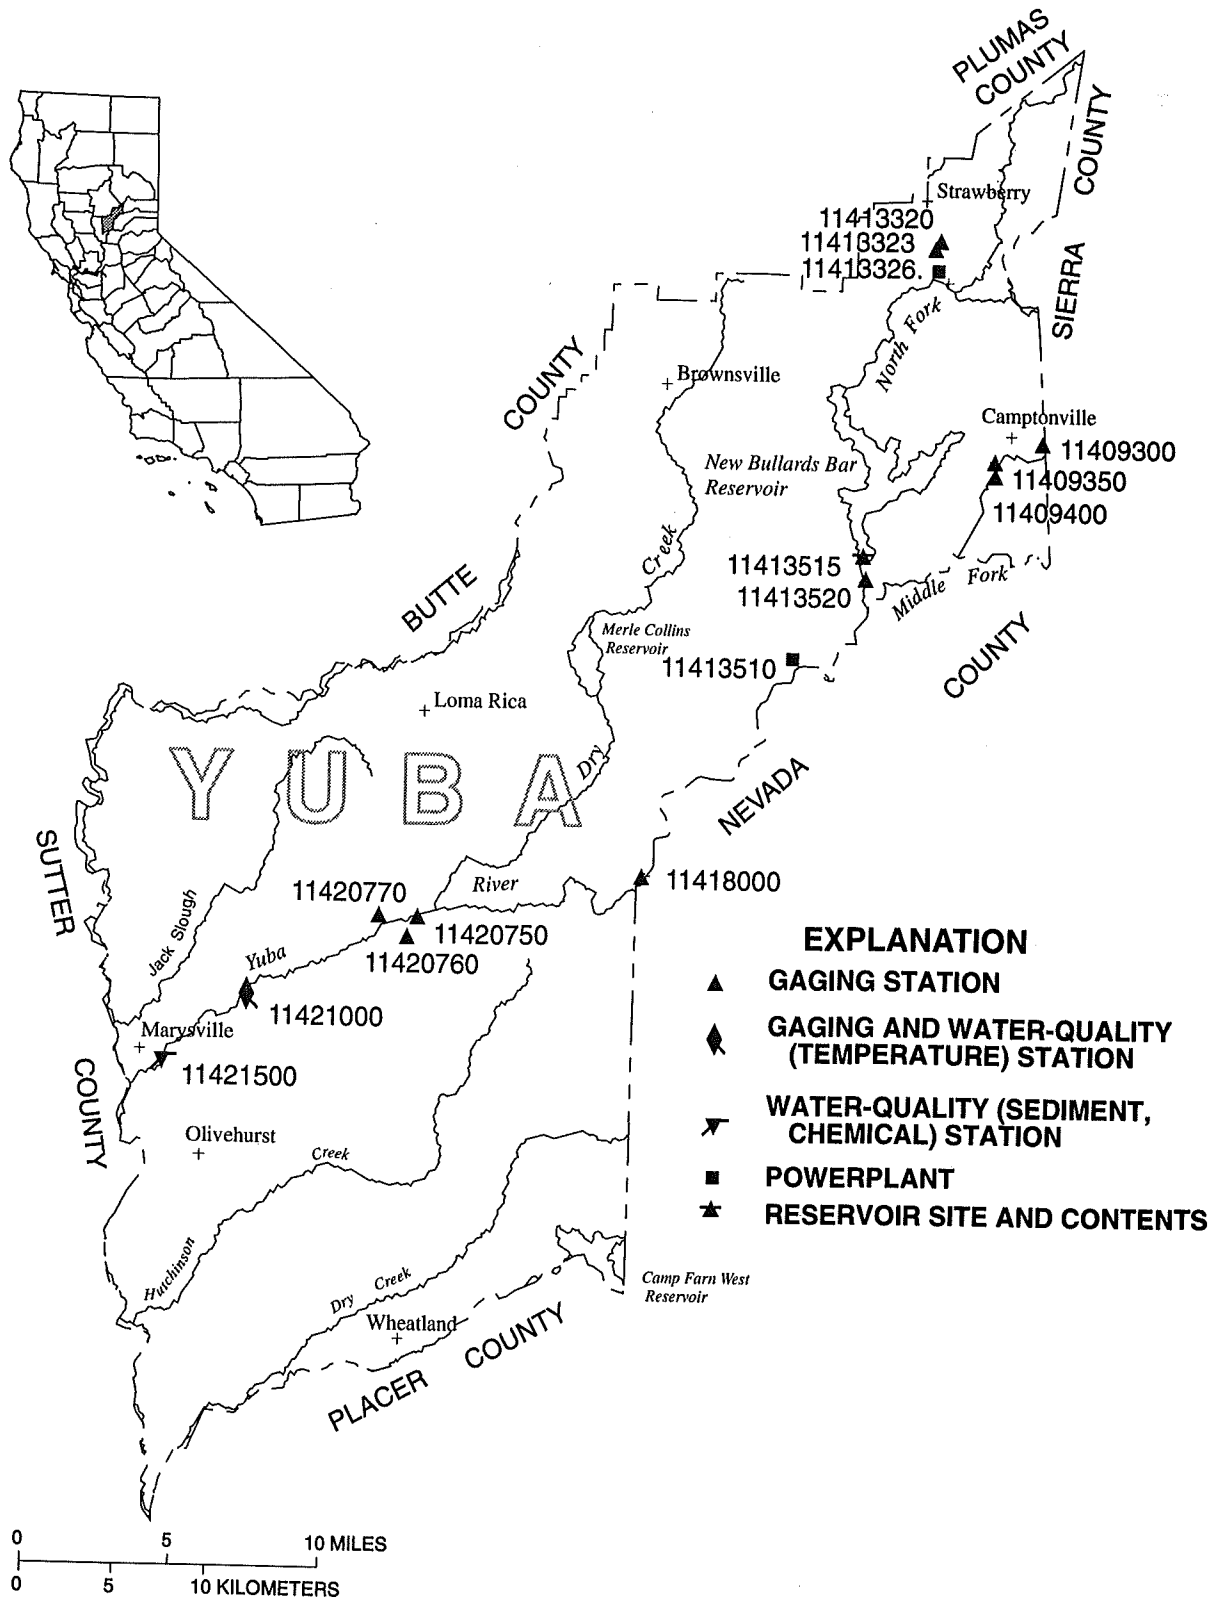 PLUMAS
COUNTY
COUNTY
Strawberry
11413320
11413323
11413326.
SIERRA
North Fork
COUNTY
Brownsville
Camptonville
11409300
New Bullards Bar
Reservoir
11409350
11409400
Creek
11413515
11413520
BUTTE
Middle Fork
Merle Collins
Reservoir
11413510
COUNTY
Loma Rica
YUBA
Dry
NEVADA
SUTTER
River
11418000
11420770
Jack Slough
11420750
11420760
Yuba
11421000
Marysville
11421500
COUNTY
Olivehurst
Creek
Hutchinson
Dry Creek
Camp Farn West
Reservoir
Wheatland
PLACER COUNTY
EXPLANATION
GAGING STATION
GAGING AND WATER-QUALITY
(TEMPERATURE) STATION
WATER-QUALITY (SEDIMENT,
CHEMICAL) STATION
POWERPLANT
RESERVOIR SITE AND CONTENTS
0 5 10 MILES
0 5 10 KILOMETERS